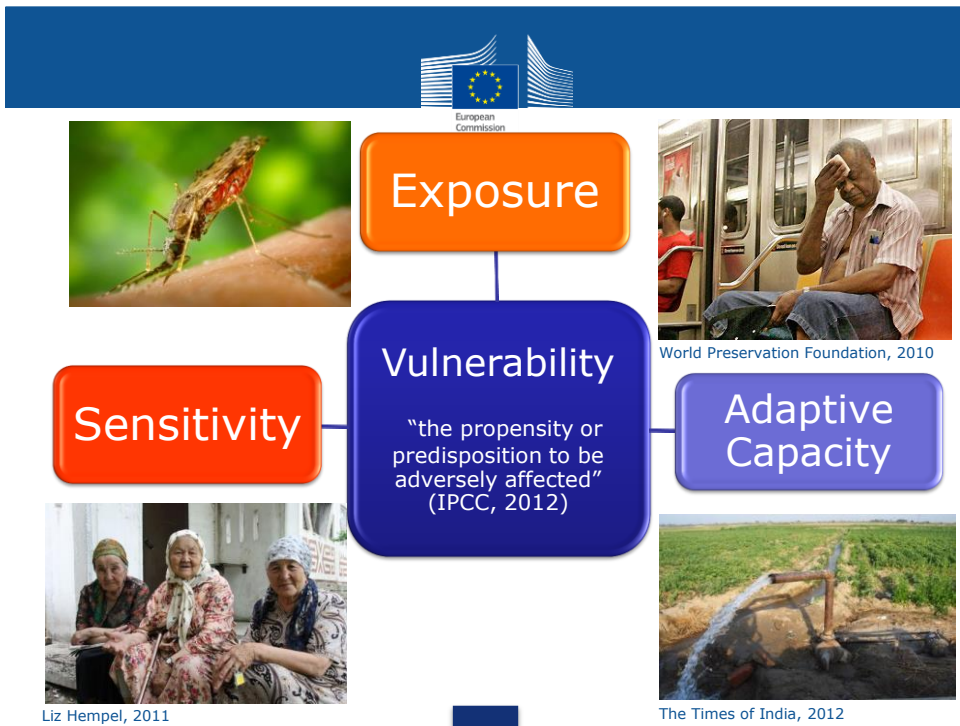 European
Commission
Exposure
World Preservation Foundation, 2010
Vulnerability
“the propensity or
predisposition to be
adversely affected”
(IPCC, 2012)
Sensitivity
Adaptive
Capacity
Liz Hempel, 2011
The Times of India, 2012